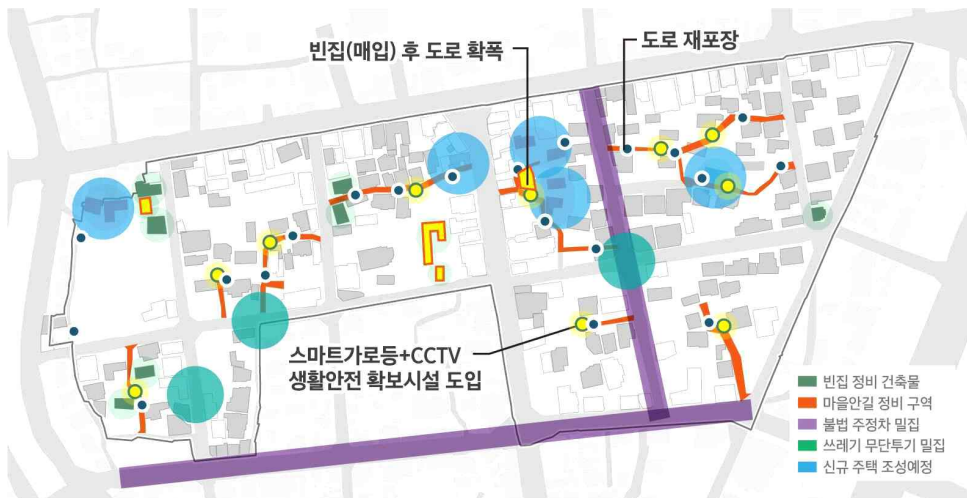 빈집(매입) 후 도로 확폭
도로 재포장
스마트가로등+CCTV
생활안전 확보시설 도입
빈집 정비 건축물
마을안길 정비 구역
불법 주정차 밀집
쓰레기 무단투기 밀집
신규 주택 조성예정